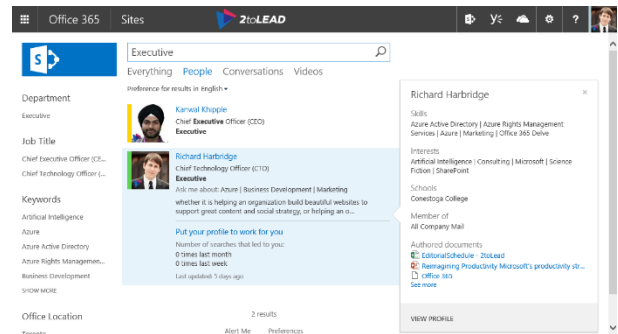 Office 365
Sites
2toLEAD
?
S
Executive
Everything People Conversations Videos
Preference for results in English
Department
Executive
Job Title
Chief Executive Officer (CE...
Chief Technology Officer (...
Keywords
Artificial Intelligence
Azure
Azure Active Directory
Azure Rights Managemen...
Business Development
SHOW MORE
Office Location
Kanwal Khipple
Chief Executive Officer (CEO)
Executive
Richard Harbridge
Chief Technology Officer (CTO)
Executive
Ask me about: Azure | Business Development | Marketing
whether it is helping an organization build beautiful websites to
support great content and social strategy, or helping an o...
Put your profile to work for you
Number of searches that led to you:
0 times last month
0 times last week
Last updated: 5 days ago
2 results
Alert Me Preferences
Richard Harbridge
Skills
Azure Active Directory | Azure Rights Management
Services | Azure | Marketing | Office 365 Delve
Interests
Artificial Intelligence | Consulting | Microsoft | Science
Fiction | SharePoint
Schools
Conestoga College
Member of
All Company Mail
Authored documents
EditorialSchedule - 2toLead
Reimagining Productivity Microsoft's productivity str...
Office 365
See more
VIEW PROFILE